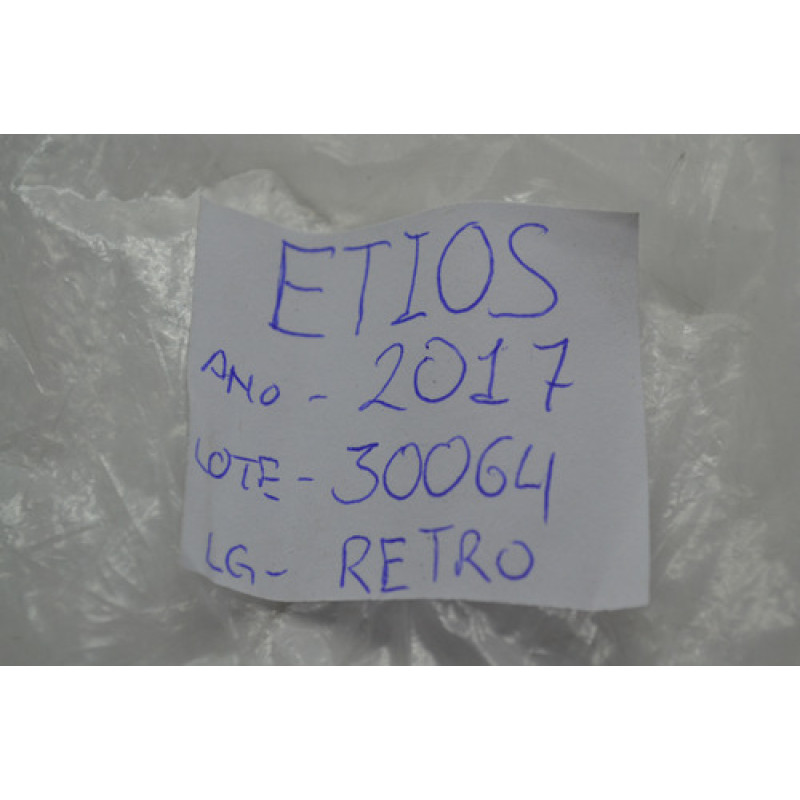 ETIOS
ANO - 2017
LOTE - 30064
LG - RETRO